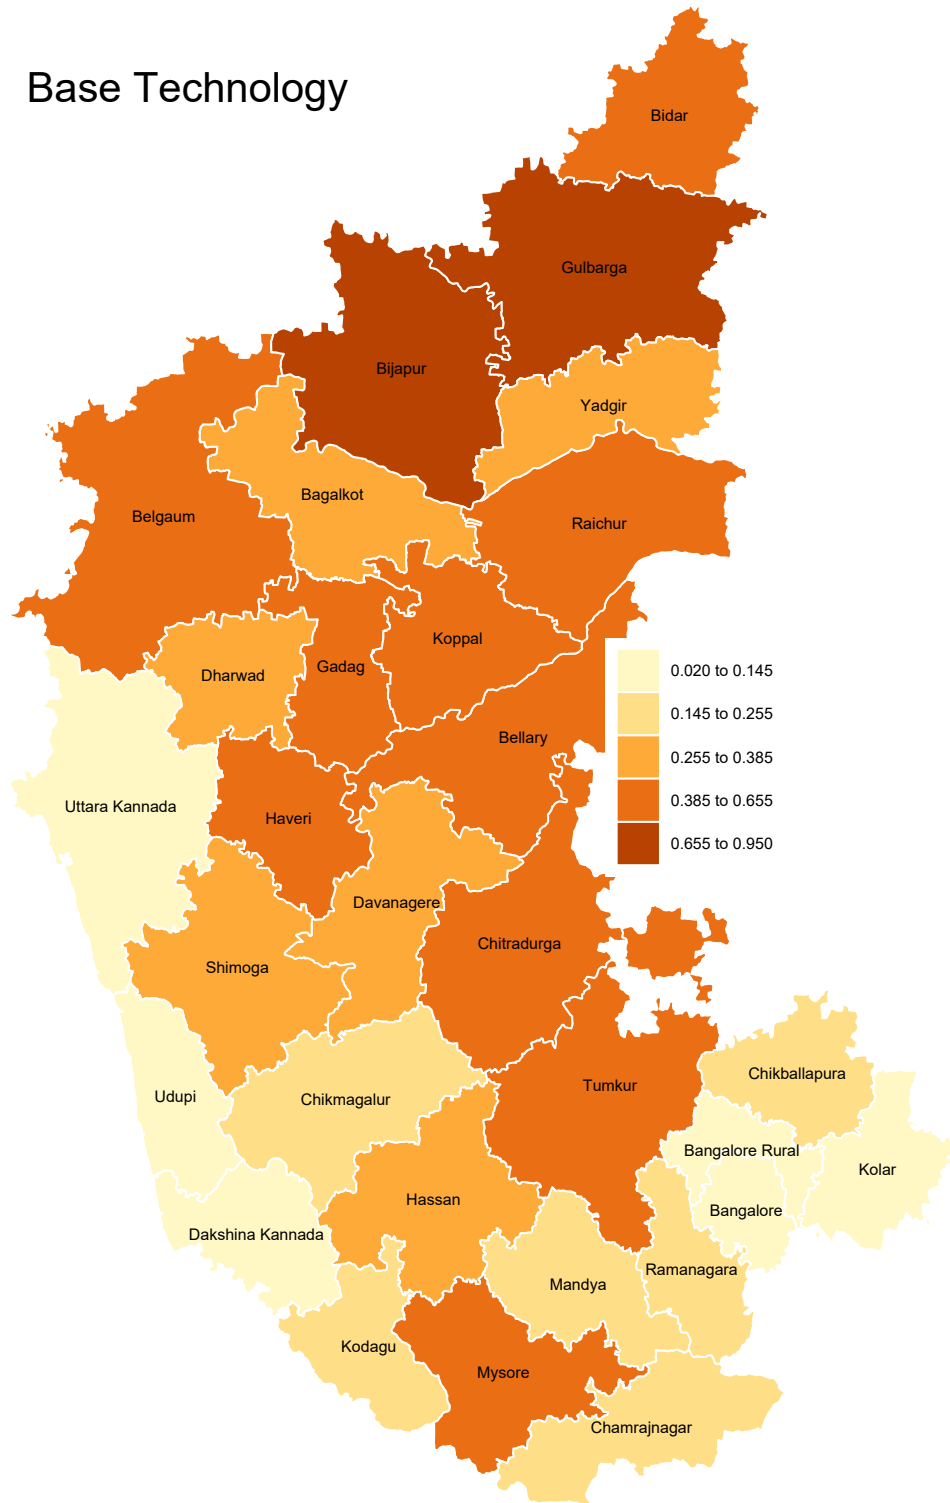 Base Technology
Bidar
Gulbarga
Bijapur
Yadgir
Bagalkot
Belgaum
Raichur
Koppal
Gadag
Dharwad
Bellary
0.020 to 0.145
0.145 to 0.255
0.255 to 0.385
0.385 to 0.655
0.655 to 0.950
Uttara Kannada
Haveri
Davanagere
Chitradurga
Shimoga
Chikballapura
Tumkur
Udupi
Chikmagalur
Bangalore Rural
Kolar
Hassan
Bangalore
Dakshina Kannada
Ramanagara
Mandya
Kodagu
Mysore
Chamrajnagar